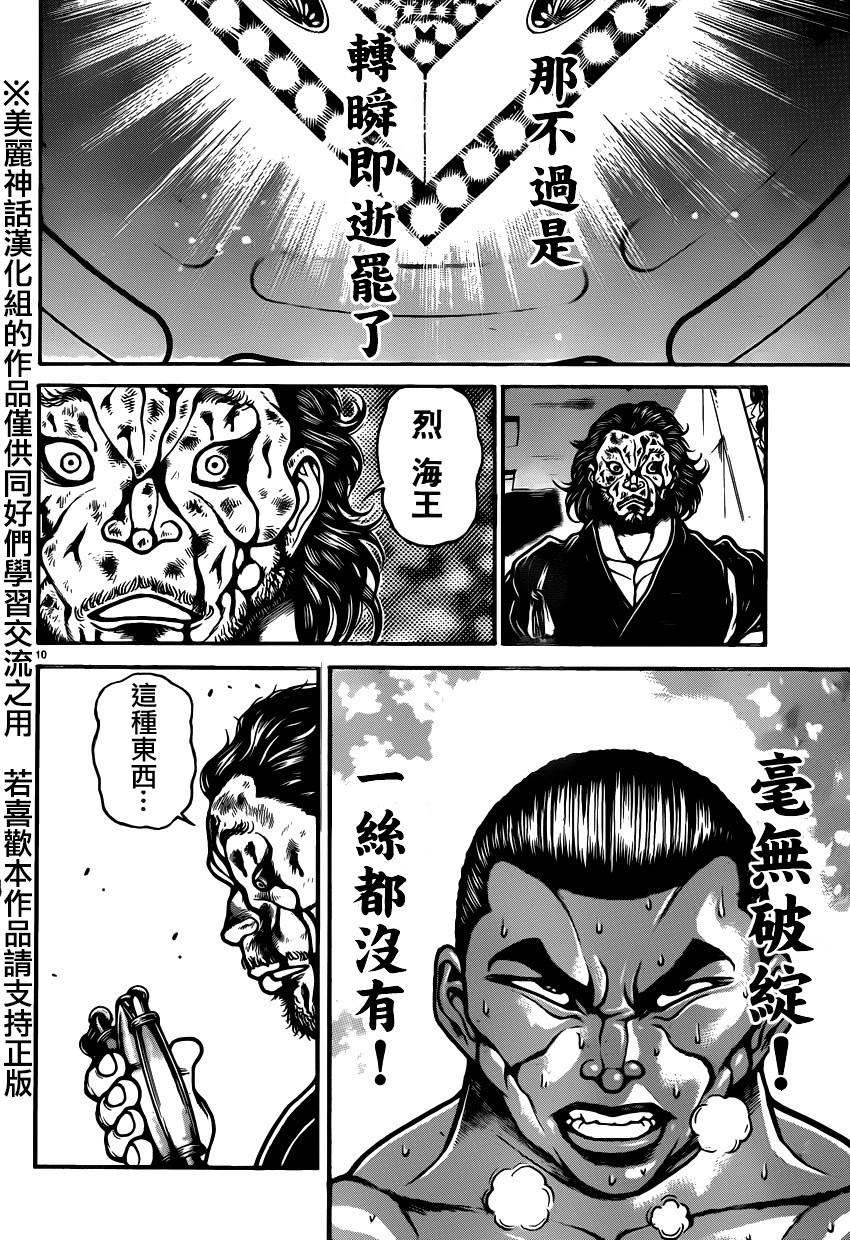 那不過是
轉瞬即逝罷了
烈 海王
毫無破綻！
一絲都沒有！
這種東西…
10
※美麗神話漢化組的作品僅供同好們學習交流之用 若喜歡本作品請支持正版